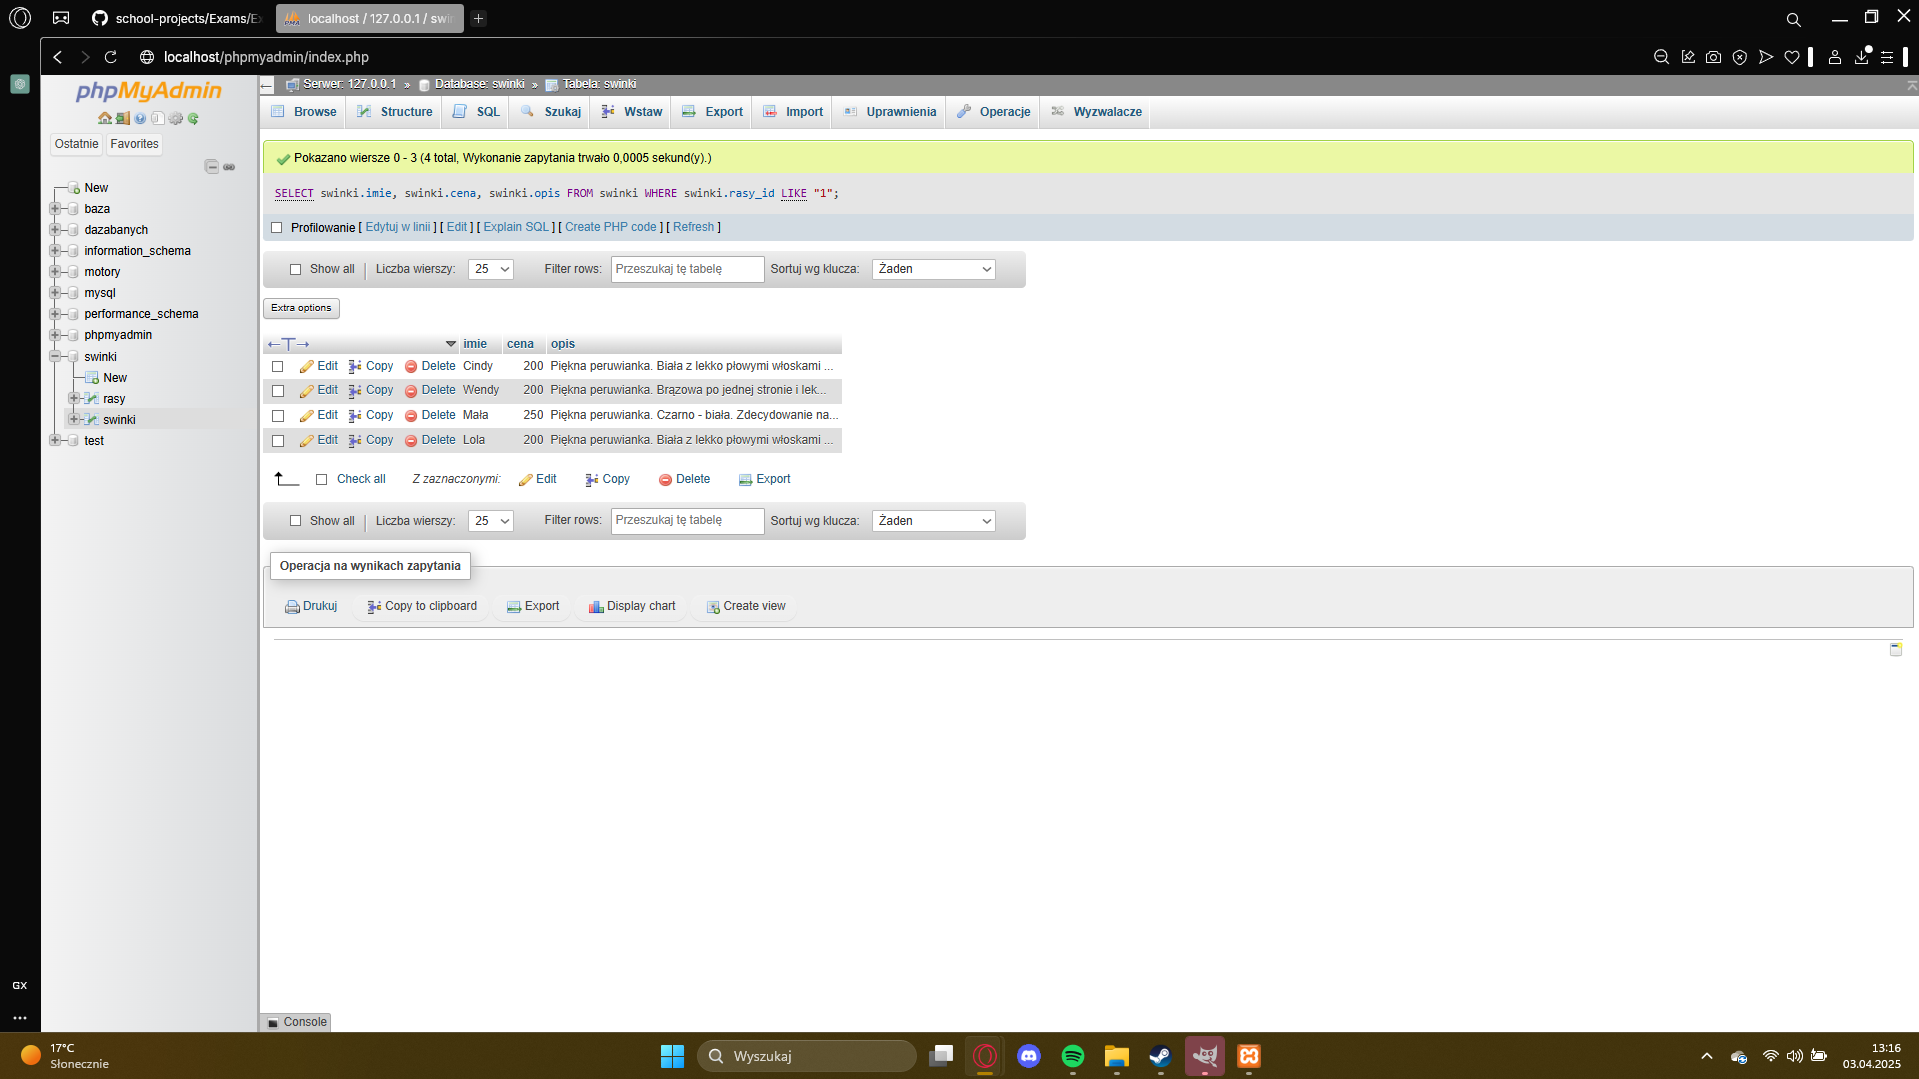 school-projects/Exams/E
localhost / 127.0.0.1 / swi
localhost/phpmyadmin/index.php
phpMyAdmin
Ostatnie Favorites
New
baza
dazabanych
information_schema
motory
mysql
performance_schema
phpmyadmin
swinki
New
rasy
swinki
test
Serwer: 127.0.0.1 » Database: swinki » Tabela: swinki
Browse Structure SQL Szukaj Wstaw Export Import Uprawnienia Operacje Wyzwalacze
Pokazano wiersze 0 - 3 (4 total, Wykonanie zapytania trwało 0,0005 sekund(y).)
SELECT swinki.imie, swinki.cena, swinki.opis FROM swinki WHERE swinki.rasy_id LIKE "1";
Profilowanie [ Edytuj w linii ] [ Edit ] [ Explain SQL ] [ Create PHP code ] [ Refresh ]
Show all Liczba wierszy: 25 Filter rows: Przeszukaj tę tabelę Sortuj wg klucza: Żaden
Extra options
←T→ imie cena opis
Edit Copy Delete Cindy 200 Piękna peruwianka. Biała z lekko płowymi włoskami ...
Edit Copy Delete Wendy 200 Piękna peruwianka. Brązowa po jednej stronie i lek...
Edit Copy Delete Mała 250 Piękna peruwianka. Czarno - biała. Zdecydowanie na...
Edit Copy Delete Lola 200 Piękna peruwianka. Biała z lekko płowymi włoskami ...
Check all Z zaznaczonymi: Edit Copy Delete Export
Show all Liczba wierszy: 25 Filter rows: Przeszukaj tę tabelę Sortuj wg klucza: Żaden
Operacja na wynikach zapytania
Drukuj Copy to clipboard Export Display chart Create view
GX
Console
17°C
Słonecznie
Wyszukaj
13:16
03.04.2025